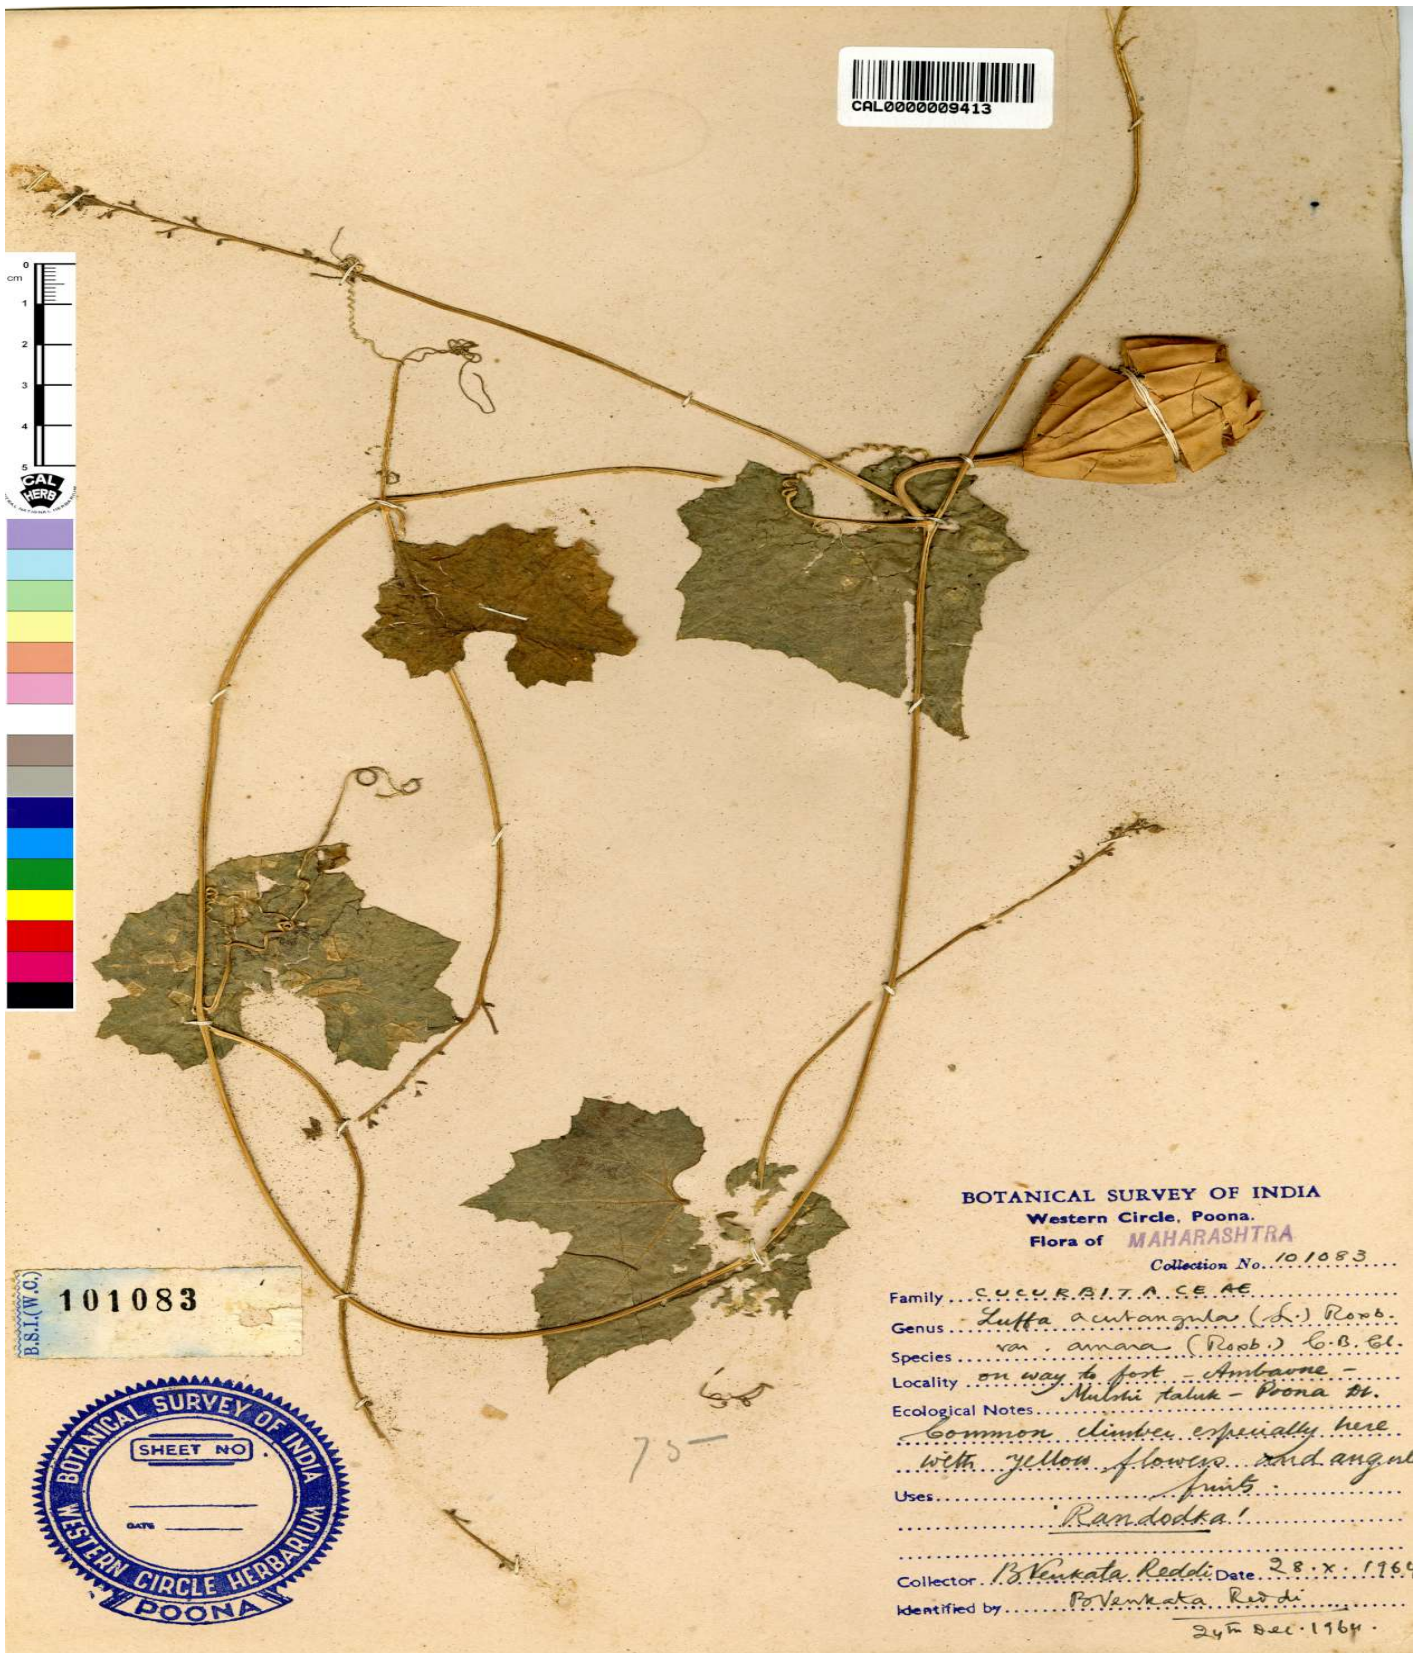 CAL0000009413
0
cm
1
2
3
4
5
CAL
HERB
BOTANICAL SURVEY OF INDIA
Western Circle, Poona.
Flora of MAHARASHTRA
Collection No. 101083
Family CUCURBITACEAE
Genus Luffa acutangula (L.) Roxb.
Species var. amara (Roxb.) C.B. Cl.
Locality on way to fort - Ambavne -
Mulshi taluk - Poona Dt.
Ecological Notes
Common climber especially here
with yellow flowers and angul
Uses fruits.
'Randodka'
Collector B Venkata Reddi Date 28.X.1964
Identified by B Venkata Reddi
24th Dec. 1964.
B.S.I.(W.C.)
101083
BOTANICAL SURVEY OF INDIA
SHEET NO.
DATE
WESTERN CIRCLE HERBARIUM
POONA
75